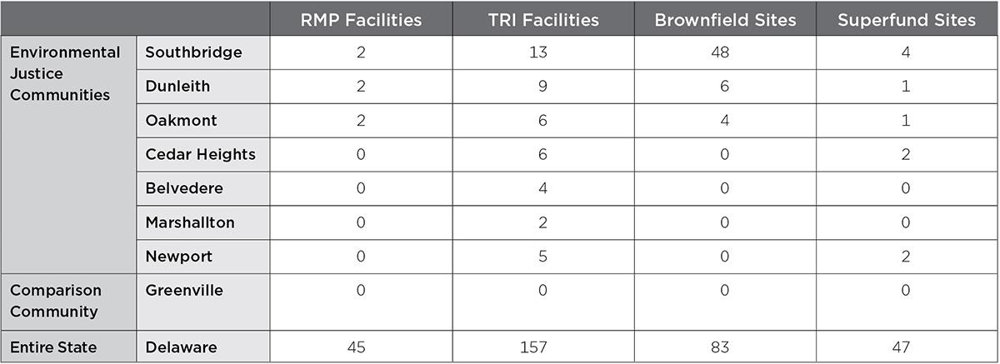 RMP Facilities TRI Facilities Brownfield Sites Superfund Sites
Environmental Southbridge 2 13 48 4
Justice
Communities Dunleith 2 9 6 1
Oakmont 2 6 4 1
Cedar Heights 0 6 0 2
Belvedere 0 4 0 0
Marshallton 0 2 0 0
Newport 0 5 0 2
Comparison Greenville 0 0 0 0
Community
Entire State Delaware 45 157 83 47